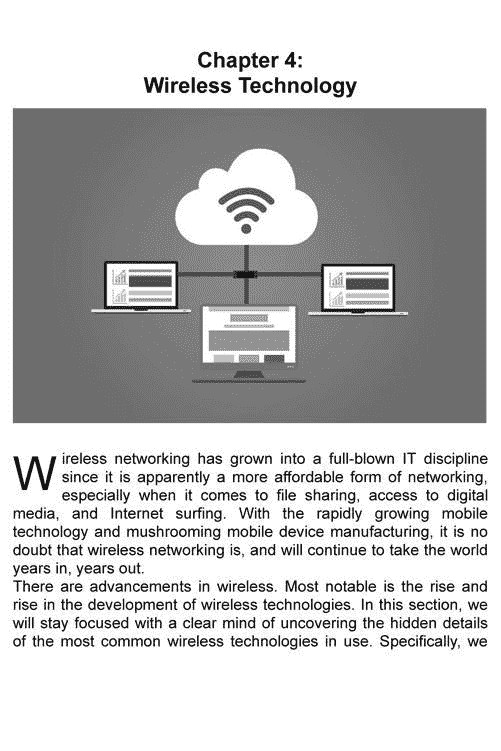 Chapter 4:
Wireless Technology
Wireless networking has grown into a full-blown IT discipline
since it is apparently a more affordable form of networking,
especially when it comes to file sharing, access to digital
media, and Internet surfing. With the rapidly growing mobile
technology and mushrooming mobile device manufacturing, it is no
doubt that wireless networking is, and will continue to take the world
years in, years out.
There are advancements in wireless. Most notable is the rise and
rise in the development of wireless technologies. In this section, we
will stay focused with a clear mind of uncovering the hidden details
of the most common wireless technologies in use. Specifically, we